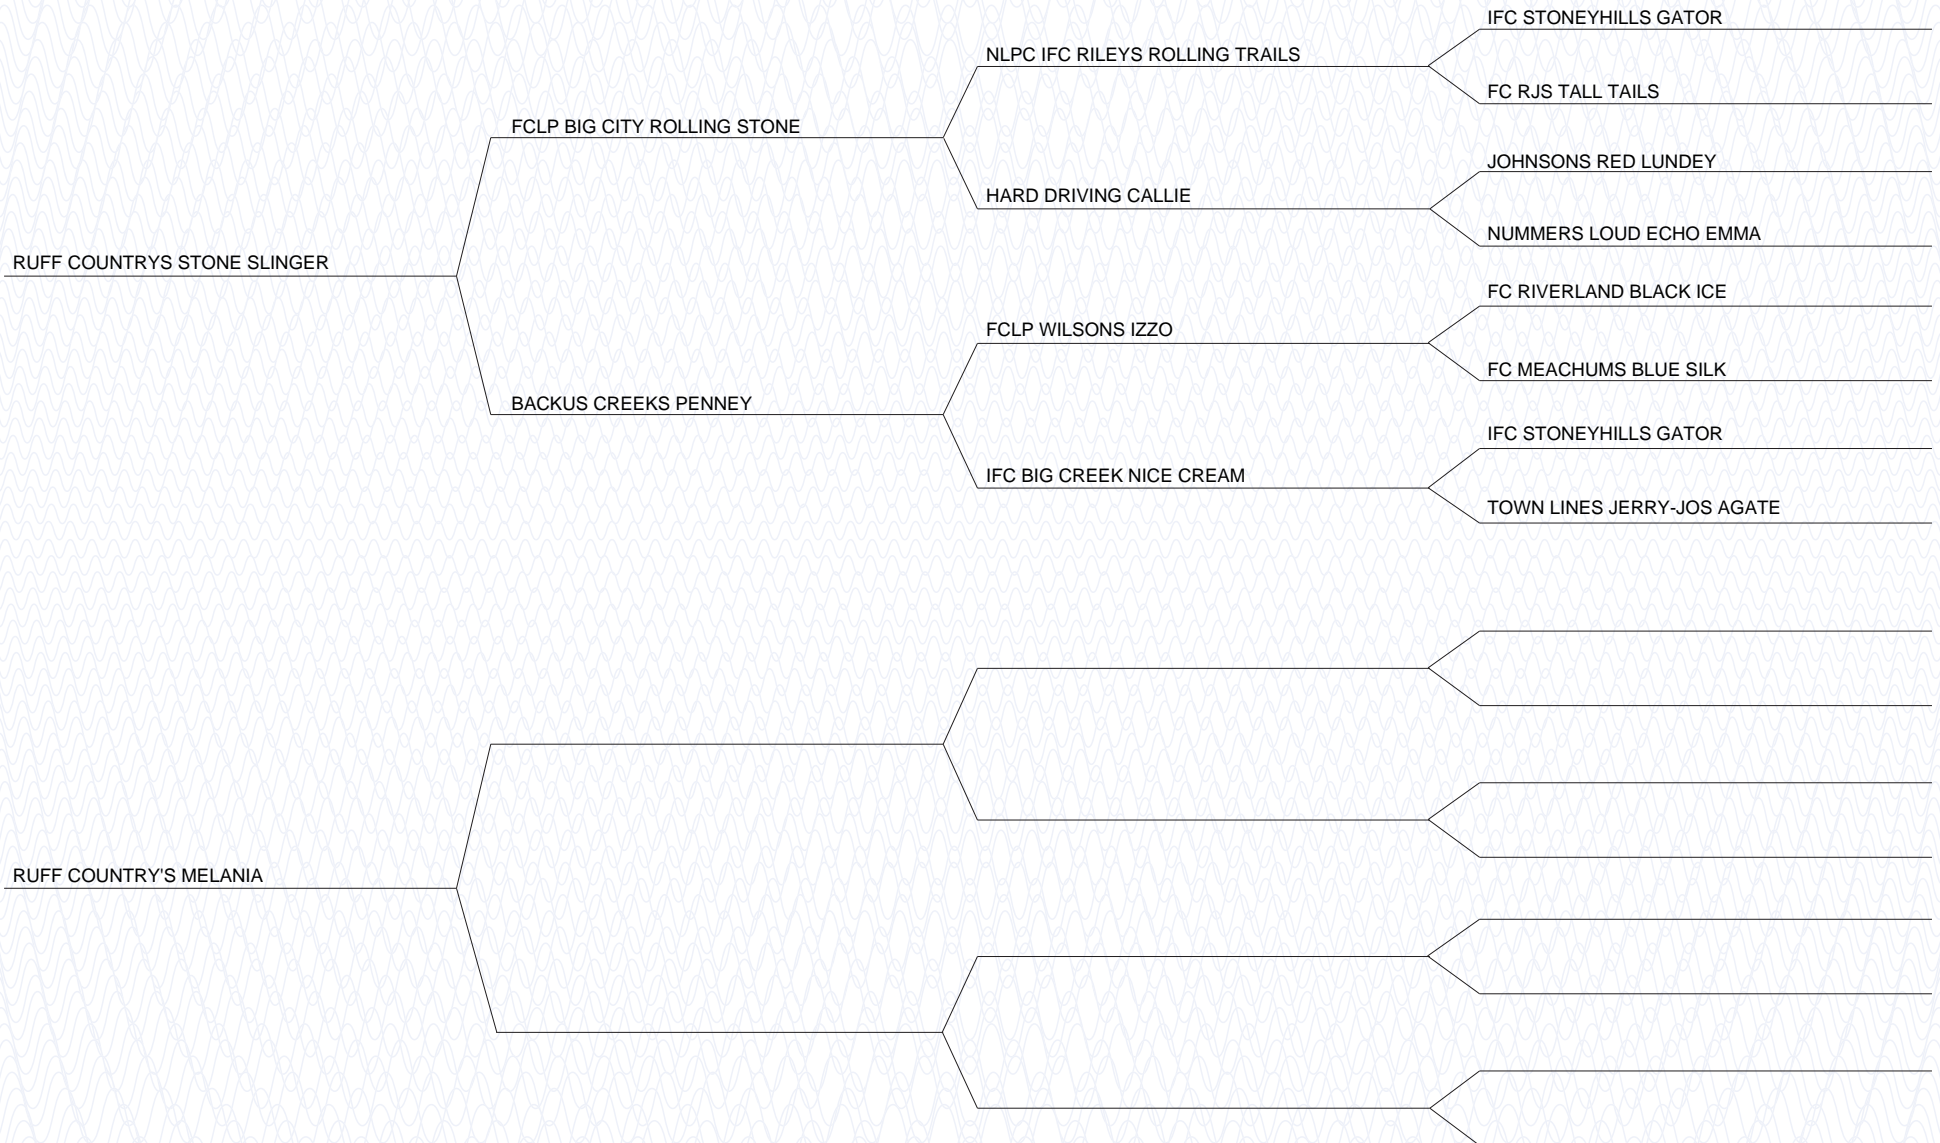 IFC STONEYHILLS GATOR
NLPC IFC RILEYS ROLLING TRAILS
FC RJS TALL TAILS
FCLP BIG CITY ROLLING STONE
JOHNSONS RED LUNDEY
HARD DRIVING CALLIE
NUMMERS LOUD ECHO EMMA
RUFF COUNTRYS STONE SLINGER
FC RIVERLAND BLACK ICE
FCLP WILSONS IZZO
FC MEACHUMS BLUE SILK
BACKUS CREEKS PENNEY
IFC STONEYHILLS GATOR
IFC BIG CREEK NICE CREAM
TOWN LINES JERRY-JOS AGATE
RUFF COUNTRY'S MELANIA